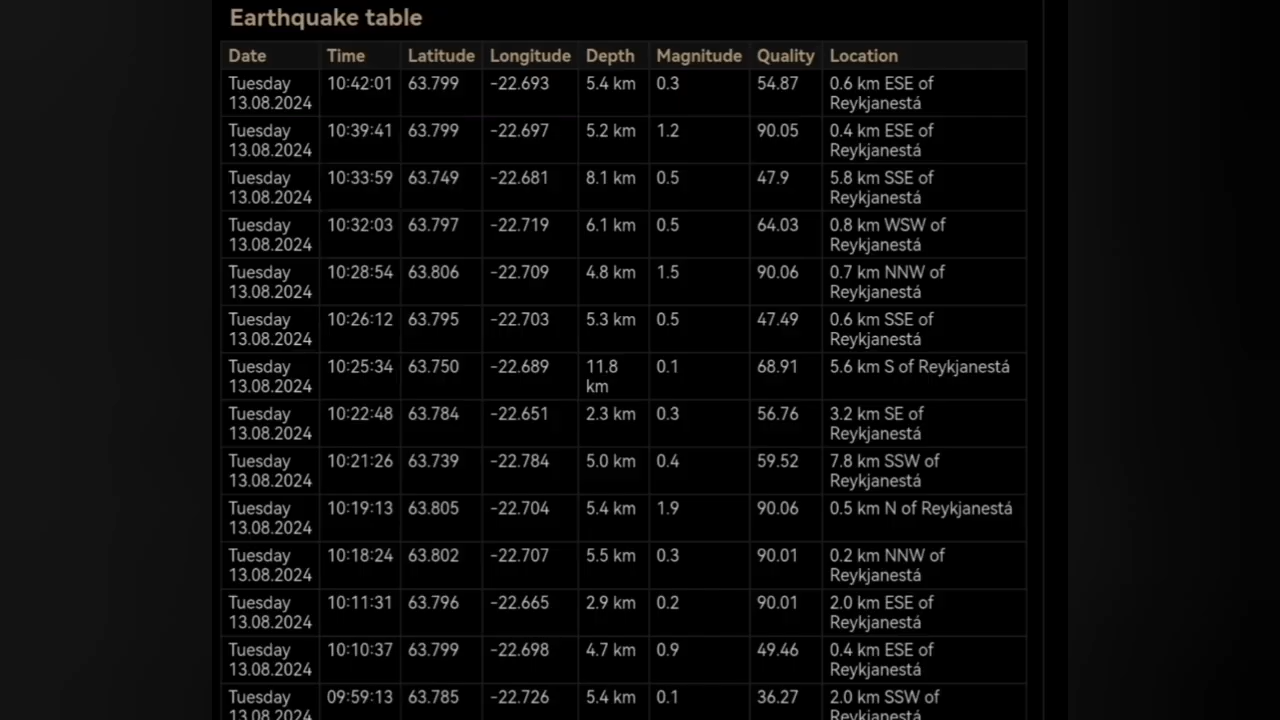 Earthquake table
Date Time Latitude Longitude Depth Magnitude Quality Location
Tuesday 10:42:01 63.799 -22.693 5.4 km 0.3 54.87 0.6 km ESE of
13.08.2024 Reykjanestá
Tuesday 10:39:41 63.799 -22.697 5.2 km 1.2 90.05 0.4 km ESE of
13.08.2024 Reykjanestá
Tuesday 10:33:59 63.749 -22.681 8.1 km 0.5 47.9 5.8 km SSE of
13.08.2024 Reykjanestá
Tuesday 10:32:03 63.797 -22.719 6.1 km 0.5 64.03 0.8 km WSW of
13.08.2024 Reykjanestá
Tuesday 10:28:54 63.806 -22.709 4.8 km 1.5 90.06 0.7 km NNW of
13.08.2024 Reykjanestá
Tuesday 10:26:12 63.795 -22.703 5.3 km 0.5 47.49 0.6 km SSE of
13.08.2024 Reykjanestá
Tuesday 10:25:34 63.750 -22.689 11.8 0.1 68.91 5.6 km S of Reykjanestá
13.08.2024 km
Tuesday 10:22:48 63.784 -22.651 2.3 km 0.3 56.76 3.2 km SE of
13.08.2024 Reykjanestá
Tuesday 10:21:26 63.739 -22.784 5.0 km 0.4 59.52 7.8 km SSW of
13.08.2024 Reykjanestá
Tuesday 10:19:13 63.805 -22.704 5.4 km 1.9 90.06 0.5 km N of Reykjanestá
13.08.2024
Tuesday 10:18:24 63.802 -22.707 5.5 km 0.3 90.01 0.2 km NNW of
13.08.2024 Reykjanestá
Tuesday 10:11:31 63.796 -22.665 2.9 km 0.2 90.01 2.0 km ESE of
13.08.2024 Reykjanestá
Tuesday 10:10:37 63.799 -22.698 4.7 km 0.9 49.46 0.4 km ESE of
13.08.2024 Reykjanestá
Tuesday 09:59:13 63.785 -22.726 5.4 km 0.1 36.27 2.0 km SSW of
13.08.2024 Reykjanestá